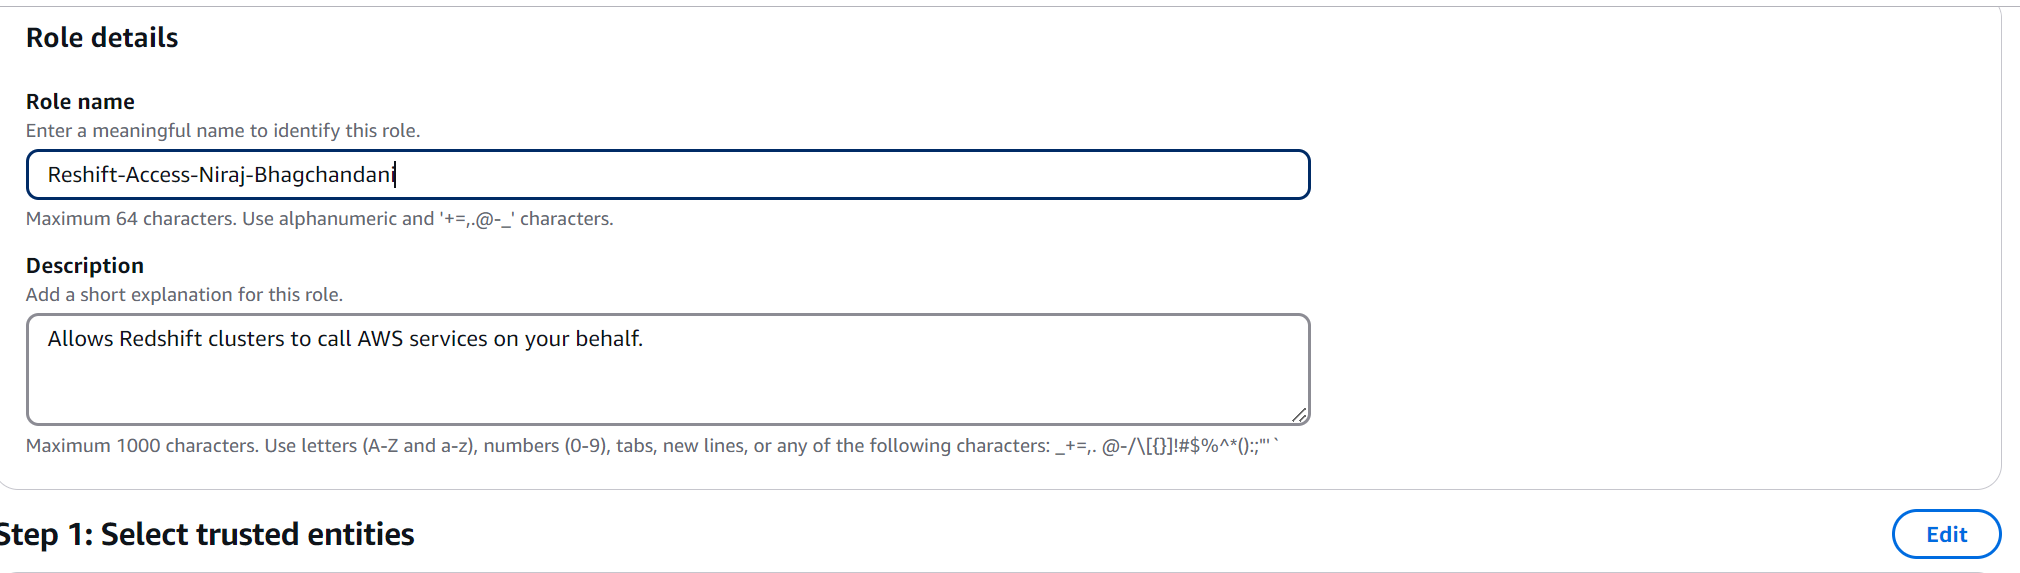 Role details
Role name
Enter a meaningful name to identify this role.
Reshift-Access-Niraj-Bhagchandani
Maximum 64 characters. Use alphanumeric and '+=,.@-_' characters.
Description
Add a short explanation for this role.
Allows Redshift clusters to call AWS services on your behalf.
Maximum 1000 characters. Use letters (A-Z and a-z), numbers (0-9), tabs, new lines, or any of the following characters: _+=,. @-/\[{}]!#$%^*():;"'`
Step 1: Select trusted entities
Edit